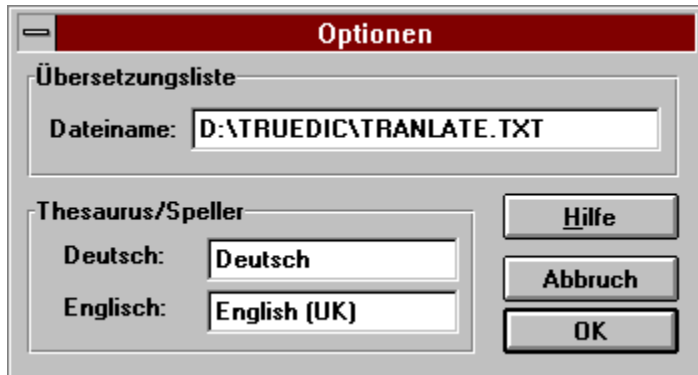 Optionen
Übersetzungsliste
Dateiname: D:\TRUEDIC\TRANLATE.TXT
Thesaurus/Speller
Deutsch: Deutsch
Englisch: English (UK)
Hilfe
Abbruch
OK